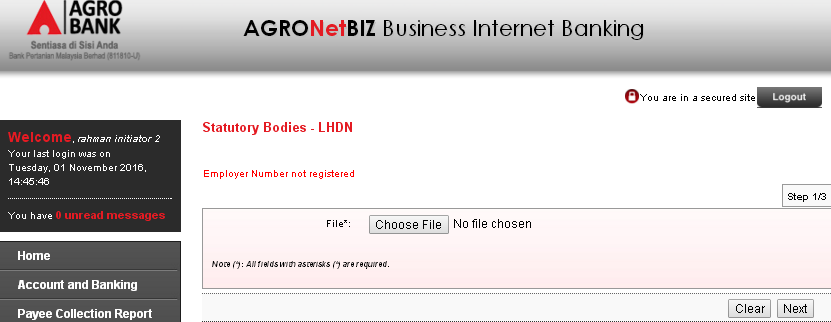 AGRO
BANK
Sentiasa di Sisi Anda
Bank Pertanian Malaysia Berhad (811810-U)
AGRONetBIZ Business Internet Banking
You are in a secured site
Logout
Welcome, rahman initiator 2
Your last login was on
Tuesday, 01 November 2016,
14:45:46
You have 0 unread messages
Home
Account and Banking
Payee Collection Report
Statutory Bodies - LHDN
Employer Number not registered
Step 1/3
File*: Choose File No file chosen
Note (*): All fields with asterisks (*) are required.
Clear Next